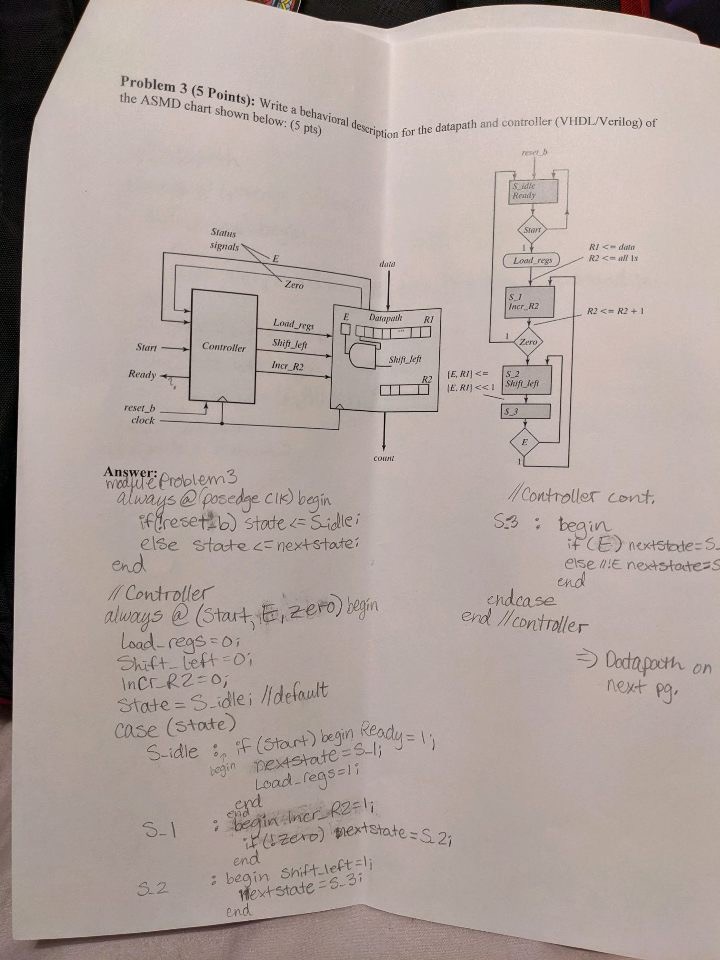 Problem 3 (5 Points): Write a behavioral description for the datapath and controller (VHDL/Verilog) of
the ASMD chart shown below: (5 pts)
Status
signals
E
Zero
data
Load_regs
Shift_left
Incr_R2
Start
Controller
Ready
reset_b
clock
E
Datapath
R1
...
Shift_left
R2
count
reset_b
S_idle
Ready
Start
1
Load_regs
R1 <= data
R2 <= all 1s
S_1
Incr_R2
R2 <= R2 + 1
1
Zero
{E, R1} <=
{E, R1} << 1
S_2
Shift_left
S_3
E
1
Answer:
module Problem3
always @ (posedge clk) begin
if(!reset_b) state <= S_idle;
else state <= nextstate;
end
// Controller
always @ (Start, E, zero) begin
Load_regs = 0;
Shift_left = 0;
Incr_R2 = 0;
State = S_idle; //default
case (state)
S_idle : if (Start) begin Ready = 1;
begin nextstate = S_1;
Load_regs = 1;
end
end
S_1 : begin Incr_R2 = 1;
if (!zero) nextstate = S_2;
end
S_2 : begin Shift_left = 1;
nextstate = S_3;
end
//Controller cont.
S_3 : begin
if (E) nextstate = S_
else //!E nextstate = S
end
endcase
end //controller
⇒ Datapath on
next pg.